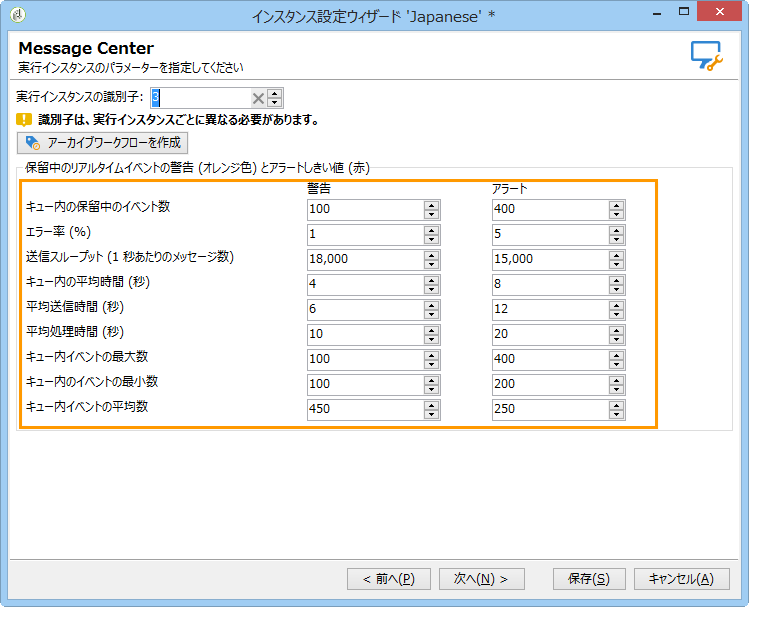 インスタンス設定ウィザード 'Japanese' *
Message Center
実行インスタンスのパラメーターを指定してください
実行インスタンスの識別子: 3
識別子は、実行インスタンスごとに異なる必要があります。
アーカイブワークフローを作成
保留中のリアルタイムイベントの警告 (オレンジ色) とアラートしきい値 (赤)
警告 アラート
キュー内の保留中のイベント数 100 400
エラー率 (%) 1 5
送信スループット (1 秒あたりのメッセージ数) 18,000 15,000
キュー内の平均時間 (秒) 4 8
平均送信時間 (秒) 6 12
平均処理時間 (秒) 10 20
キュー内イベントの最大数 100 400
キュー内のイベントの最小数 100 200
キュー内イベントの平均数 450 250
< 前へ(P) 次へ(N) > 保存(S) キャンセル(A)